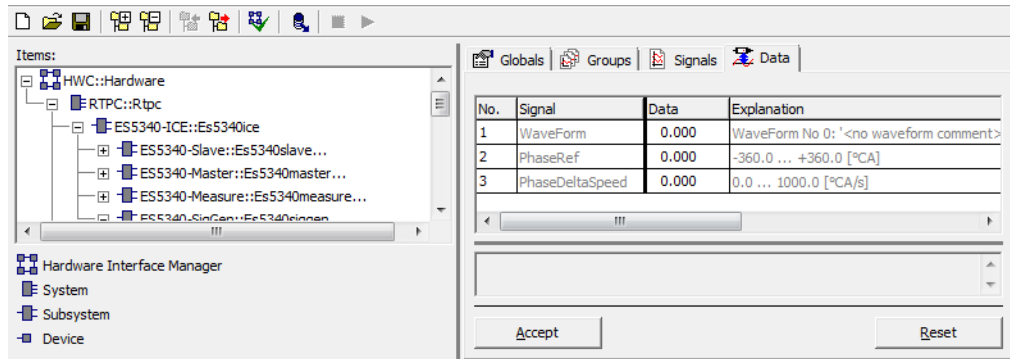 Items:
HWC::Hardware
RTPC::Rtpc
ES5340-ICE::Es5340ice
ES5340-Slave::Es5340slave...
ES5340-Master::Es5340master...
ES5340-Measure::Es5340measure...
ES5340-SigGen::Es5340siggen
Hardware Interface Manager
System
Subsystem
Device
Globals Groups Signals Data
No. Signal Data Explanation
1 WaveForm 0.000 WaveForm No 0: '<no waveform comment>
2 PhaseRef 0.000 -360.0 ... +360.0 [°CA]
3 PhaseDeltaSpeed 0.000 0.0 ... 1000.0 [°CA/s]
Accept Reset